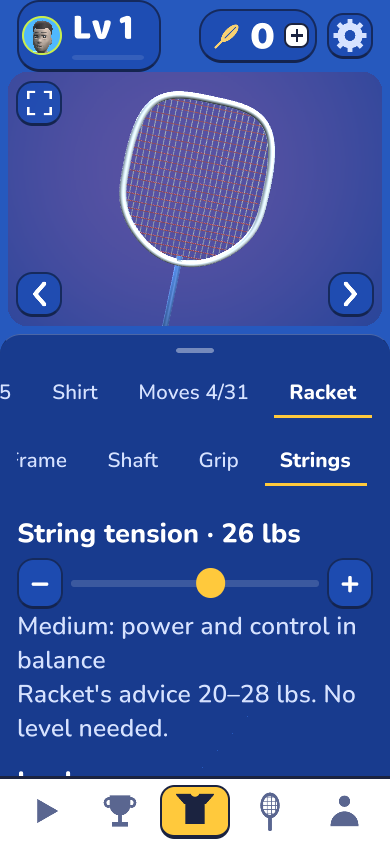 Lv 1
0
5 Shirt Moves 4/31 Racket
Shaft Grip Strings
String tension · 26 lbs
Medium: power and control in
balance
Racket's advice 20–28 lbs. No
level needed.